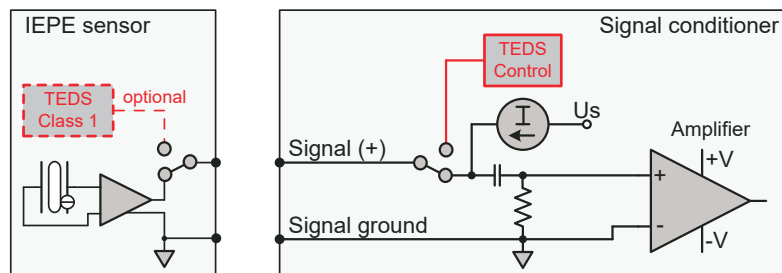 IEPE sensor
TEDS
Class 1
optional
Signal conditioner
TEDS
Control
I
Us
Signal (+)
Amplifier
+V
+
-
-V
Signal ground